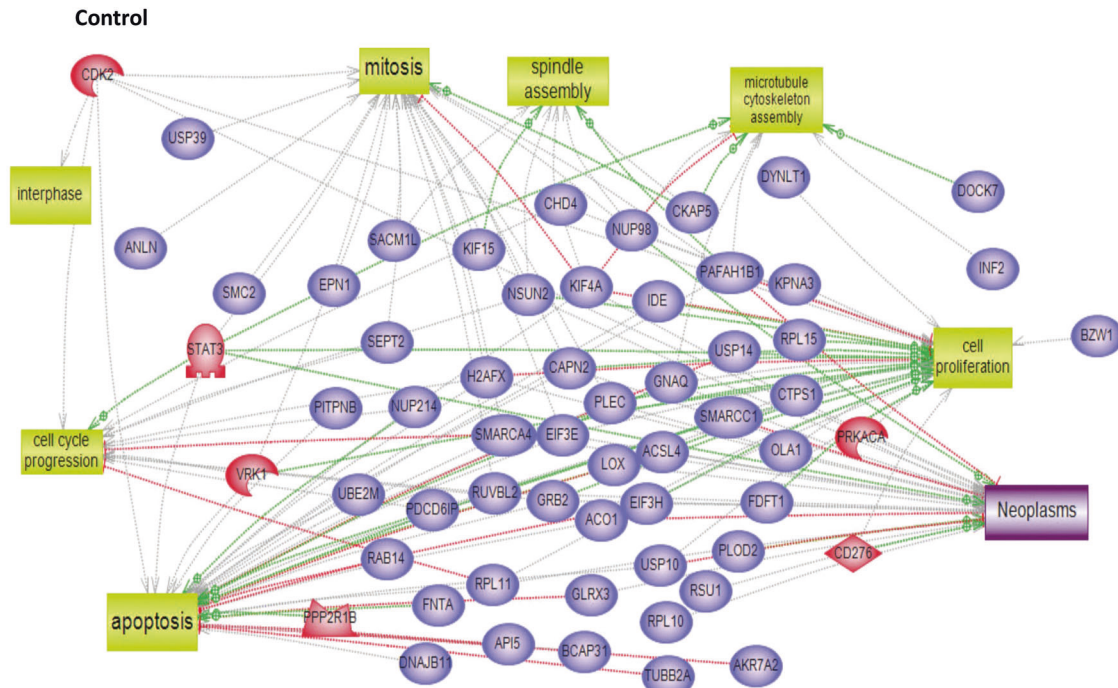 Control
CDK2
mitosis
spindle
assembly
microtubule
cytoskeleton
assembly
USP39
interphase
DYNLT1
DOCK7
CHD4
CKAP5
ANLN
SACM1L
KIF15
NUP98
INF2
SMC2
EPN1
NSUN2
KIF4A
IDE
PAFAH1B1
KPNA3
STAT3
SEPT2
H2AFX
CAPN2
GNAQ
USP14
RPL15
cell
proliferation
BZW1
PITPNB
NUP214
PLEC
SMARCC1
CTPS1
cell cycle
progression
SMARCA4
EIF3E
LOX
ACSL4
OLA1
PRKACA
VRK1
UBE2M
PDCD6IP
RUVBL2
GRB2
ACO1
EIF3H
FDFT1
Neoplasms
RAB14
RPL11
GLRX3
USP10
PLOD2
RSU1
CD276
apoptosis
PPP2R1B
FNTA
RPL10
DNAJB11
API5
BCAP31
TUBB2A
AKR7A2